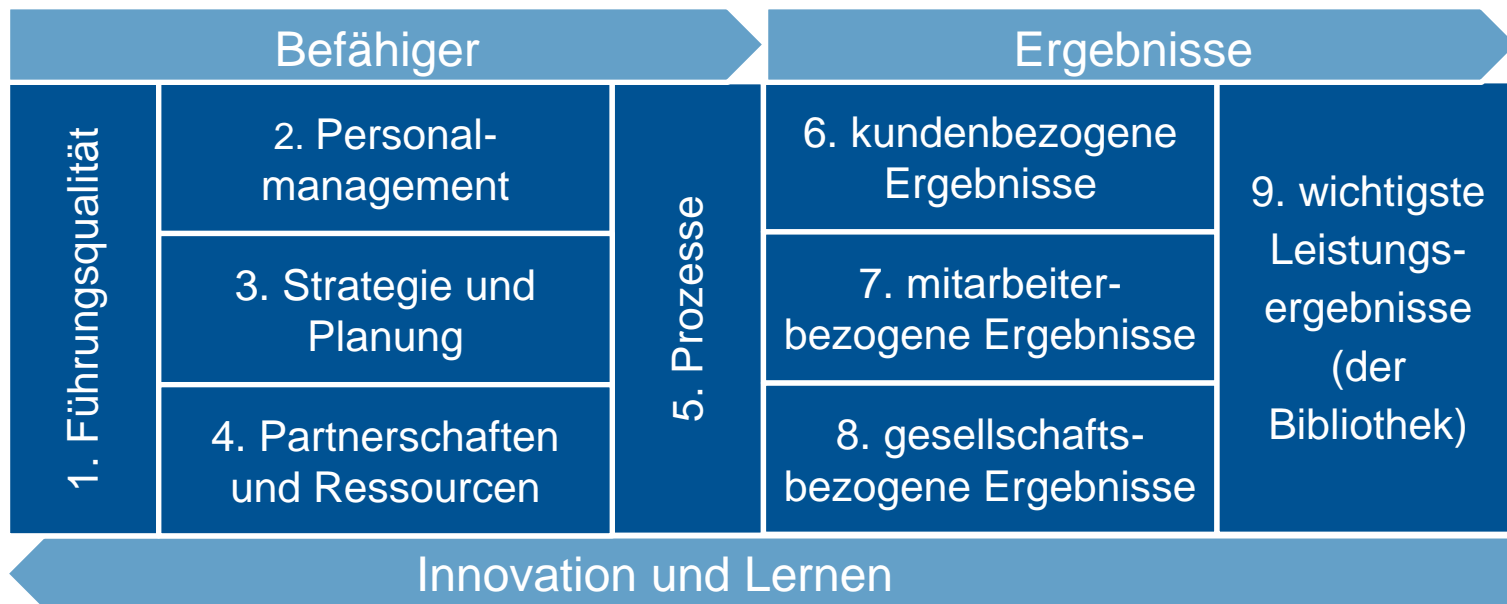 Befähiger
Ergebnisse
1. Führungsqualität
2. Personal-
management
3. Strategie und
Planung
4. Partnerschaften
und Ressourcen
5. Prozesse
6. kundenbezogene
Ergebnisse
7. mitarbeiter-
bezogene Ergebnisse
8. gesellschafts-
bezogene Ergebnisse
9. wichtigste
Leistungs-
ergebnisse
(der
Bibliothek)
Innovation und Lernen